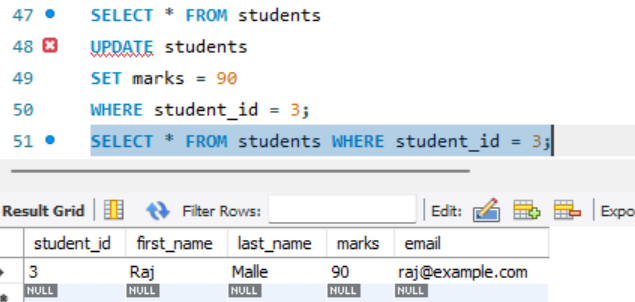 47 SELECT * FROM students
48 UPDATE students
49 SET marks = 90
50 WHERE student_id = 3;
51 SELECT * FROM students WHERE student_id = 3;
Result Grid Filter Rows: Edit: Expo
student_id first_name last_name marks email
3 Raj Malle 90 raj@example.com
NULL NULL NULL NULL NULL